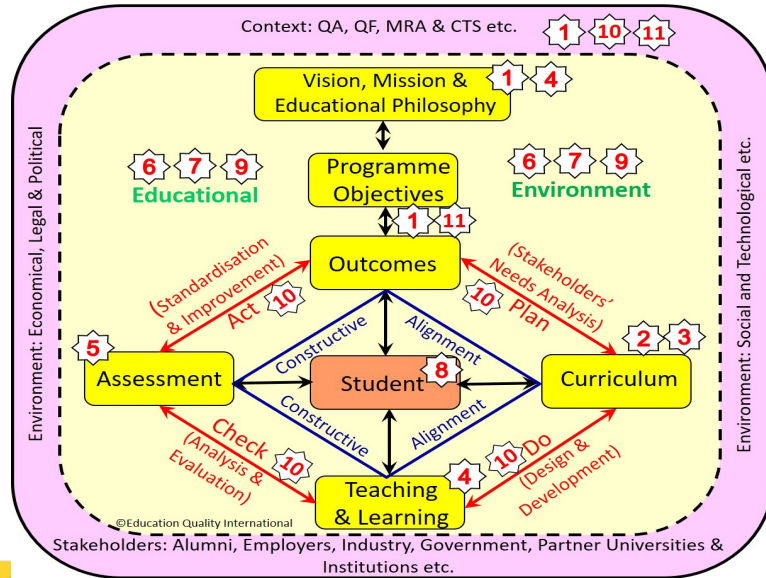 Context: QA, QF, MRA & CTS etc. 1 10 11
Vision, Mission & 1 4
Educational Philosophy
6 7 9
Educational
Programme
Objectives
6 7 9
Environment
1 11
Outcomes
(Standardisation
& Improvement)
Act 10
(Stakeholders'
Needs Analysis)
10 Plan
Constructive
Alignment
5
Assessment
Student 8
2 3
Curriculum
Constructive
Alignment
Check 10
(Analysis &
Evaluation)
4 10 Do
(Design &
Development)
Teaching
& Learning
©Education Quality International
Stakeholders: Alumni, Employers, Industry, Government, Partner Universities &
Institutions etc.
Environment: Economical, Legal & Political
Environment: Social and Technological etc.